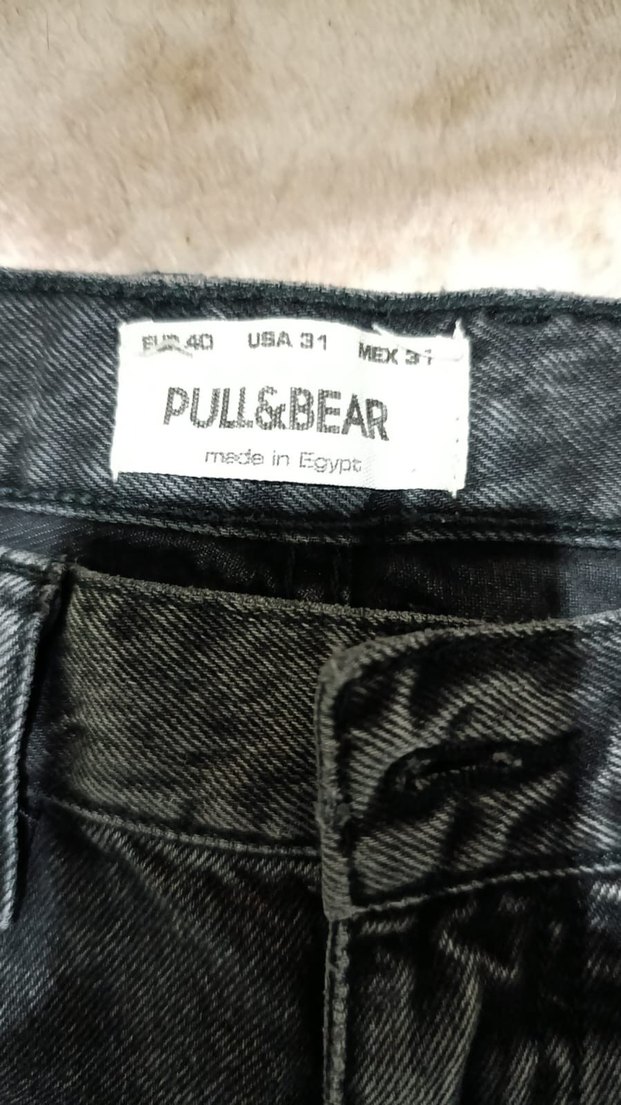 EUR 40 USA 31 MEX 31
PULL&BEAR
made in Egypt